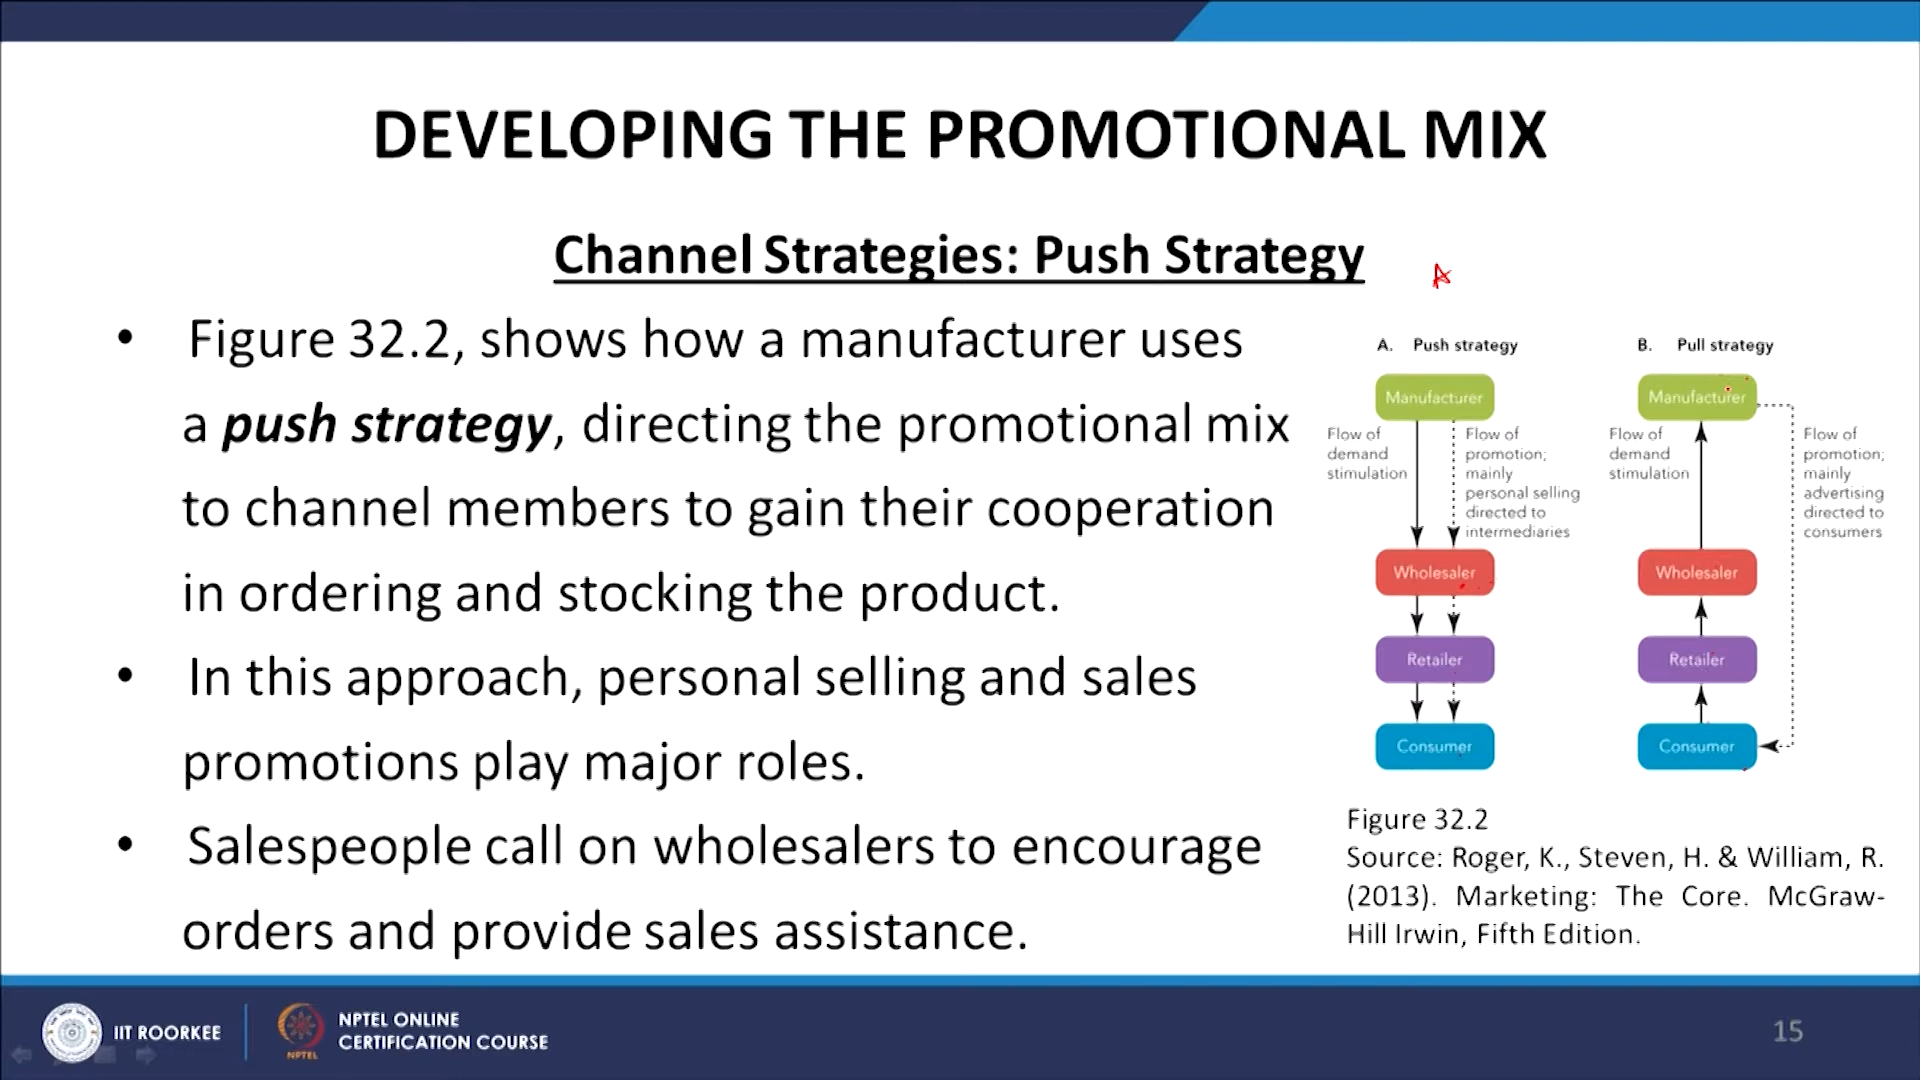 DEVELOPING THE PROMOTIONAL MIX
Channel Strategies: Push Strategy
• Figure 32.2, shows how a manufacturer uses
a push strategy, directing the promotional mix
to channel members to gain their cooperation
in ordering and stocking the product.
• In this approach, personal selling and sales
promotions play major roles.
• Salespeople call on wholesalers to encourage
orders and provide sales assistance.
A. Push strategy
Manufacturer
Flow of
demand
stimulation
Flow of
promotion;
mainly
personal selling
directed to
intermediaries
Wholesaler
Retailer
Consumer
B. Pull strategy
Manufacturer
Flow of
demand
stimulation
Flow of
promotion;
mainly
advertising
directed to
consumers
Wholesaler
Retailer
Consumer
Figure 32.2
Source: Roger, K., Steven, H. & William, R.
(2013). Marketing: The Core. McGraw-
Hill Irwin, Fifth Edition.
IIT ROORKEE
NPTEL
NPTEL ONLINE
CERTIFICATION COURSE
15